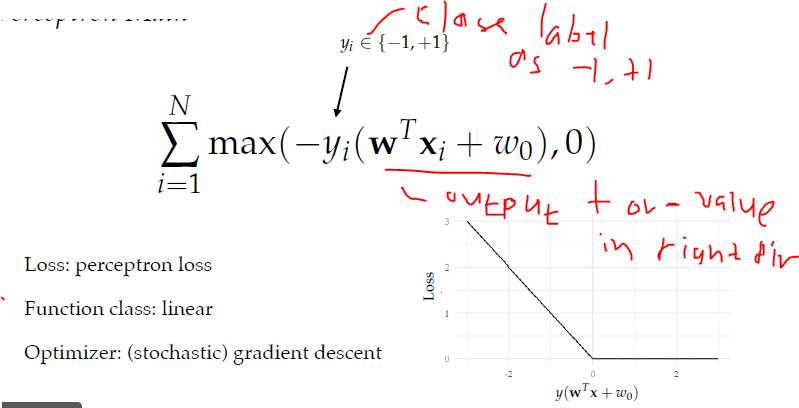 y_i ∈ {−1, +1}
class label
as -1, +1
\sum_{i=1}^{N} \max(-y_i(\mathbf{w}^T\mathbf{x}_i + w_0), 0)
output + or - value
in right dir
Loss: perceptron loss
Function class: linear
Optimizer: (stochastic) gradient descent
Loss
3
2
1
0
-2 0 2
y(\mathbf{w}^T\mathbf{x} + w_0)